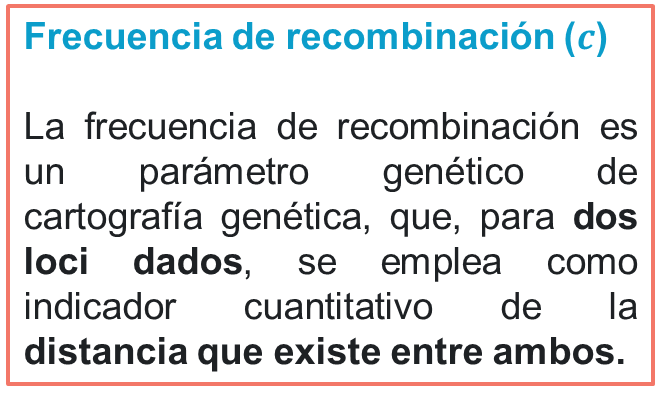 Frecuencia de recombinación (c)
La frecuencia de recombinación es
un parámetro genético de
cartografía genética, que, para dos
loci dados, se emplea como
indicador cuantitativo de la
distancia que existe entre ambos.